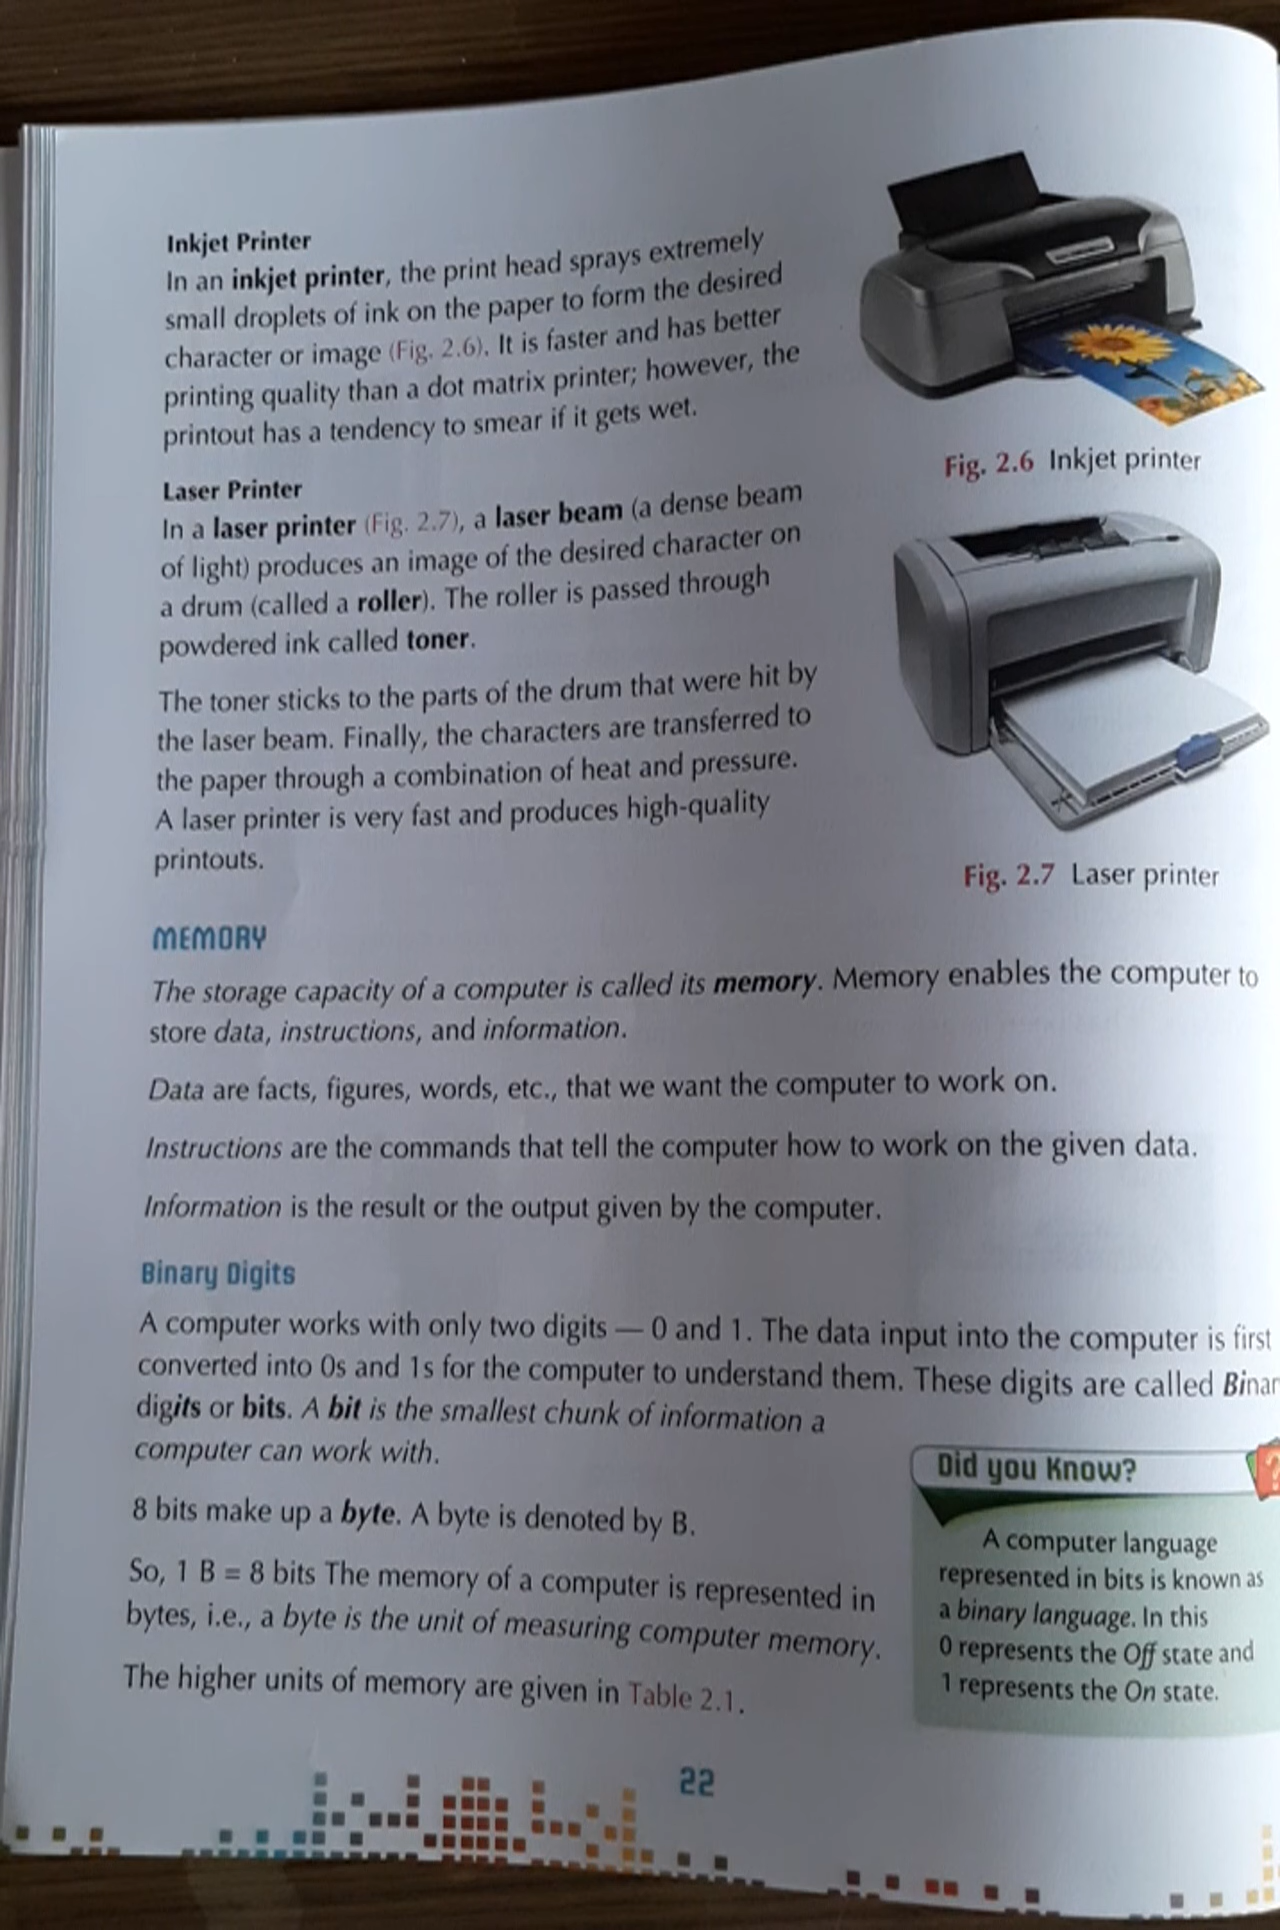 Inkjet Printer
In an inkjet printer, the print head sprays extremely
small droplets of ink on the paper to form the desired
character or image (Fig. 2.6). It is faster and has better
printing quality than a dot matrix printer; however, the
printout has a tendency to smear if it gets wet.
Fig. 2.6 Inkjet printer
Laser Printer
In a laser printer (Fig. 2.7), a laser beam (a dense beam
of light) produces an image of the desired character on
a drum (called a roller). The roller is passed through
powdered ink called toner.
The toner sticks to the parts of the drum that were hit by
the laser beam. Finally, the characters are transferred to
the paper through a combination of heat and pressure.
A laser printer is very fast and produces high-quality
printouts.
Fig. 2.7 Laser printer
MEMORY
The storage capacity of a computer is called its memory. Memory enables the computer to
store data, instructions, and information.
Data are facts, figures, words, etc., that we want the computer to work on.
Instructions are the commands that tell the computer how to work on the given data.
Information is the result or the output given by the computer.
Binary Digits
A computer works with only two digits — 0 and 1. The data input into the computer is first
converted into 0s and 1s for the computer to understand them. These digits are called Binar
digits or bits. A bit is the smallest chunk of information a
computer can work with.
8 bits make up a byte. A byte is denoted by B.
So, 1 B = 8 bits The memory of a computer is represented in
bytes, i.e., a byte is the unit of measuring computer memory.
The higher units of memory are given in Table 2.1.
Did you Know?
?
A computer language
represented in bits is known as
a binary language. In this
0 represents the Off state and
1 represents the On state.
22